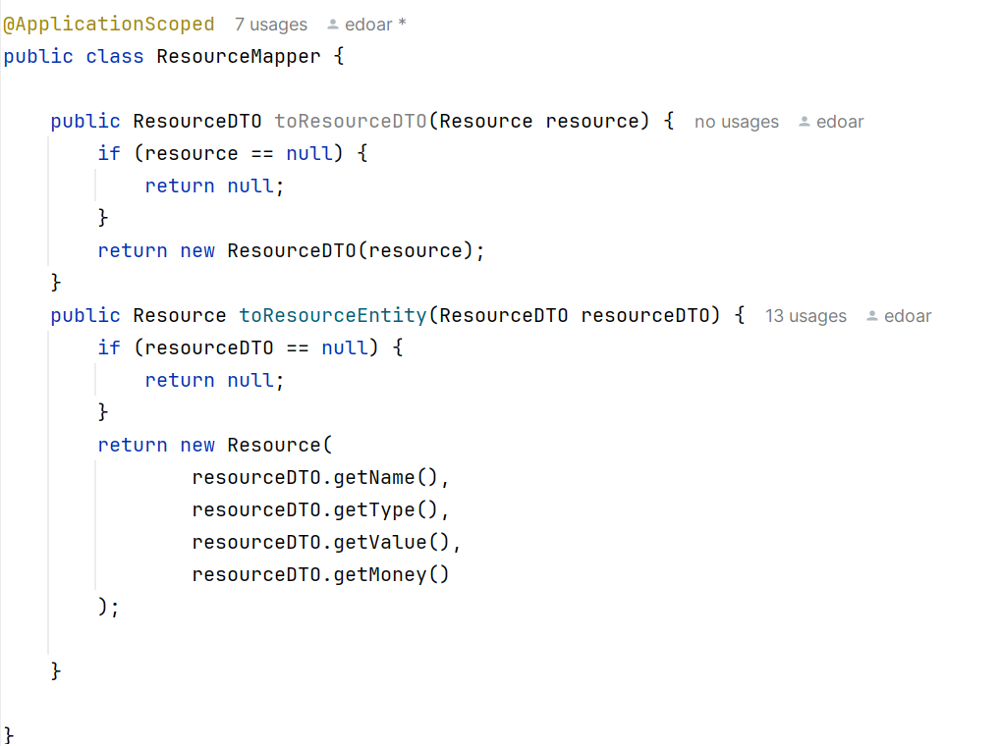 @ApplicationScoped 7 usages edoar *
public class ResourceMapper {
public ResourceDTO toResourceDTO(Resource resource) { no usages edoar
if (resource == null) {
return null;
}
return new ResourceDTO(resource);
}
public Resource toResourceEntity(ResourceDTO resourceDTO) { 13 usages edoar
if (resourceDTO == null) {
return null;
}
return new Resource(
resourceDTO.getName(),
resourceDTO.getType(),
resourceDTO.getValue(),
resourceDTO.getMoney()
);
}
}